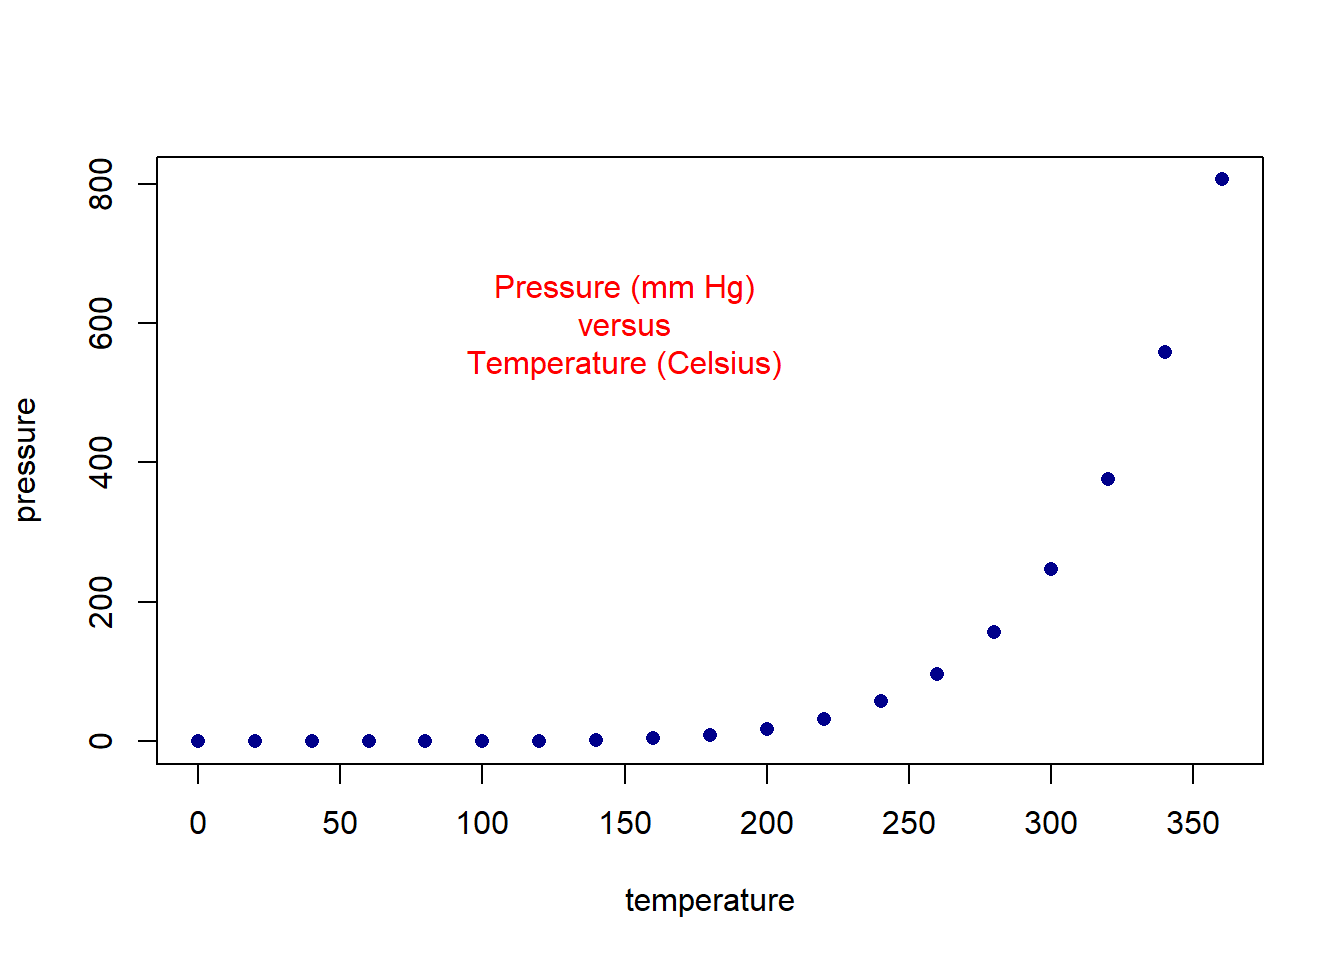 800
600
400
200
0
pressure
Pressure (mm Hg)
versus
Temperature (Celsius)
0 50 100 150 200 250 300 350
temperature